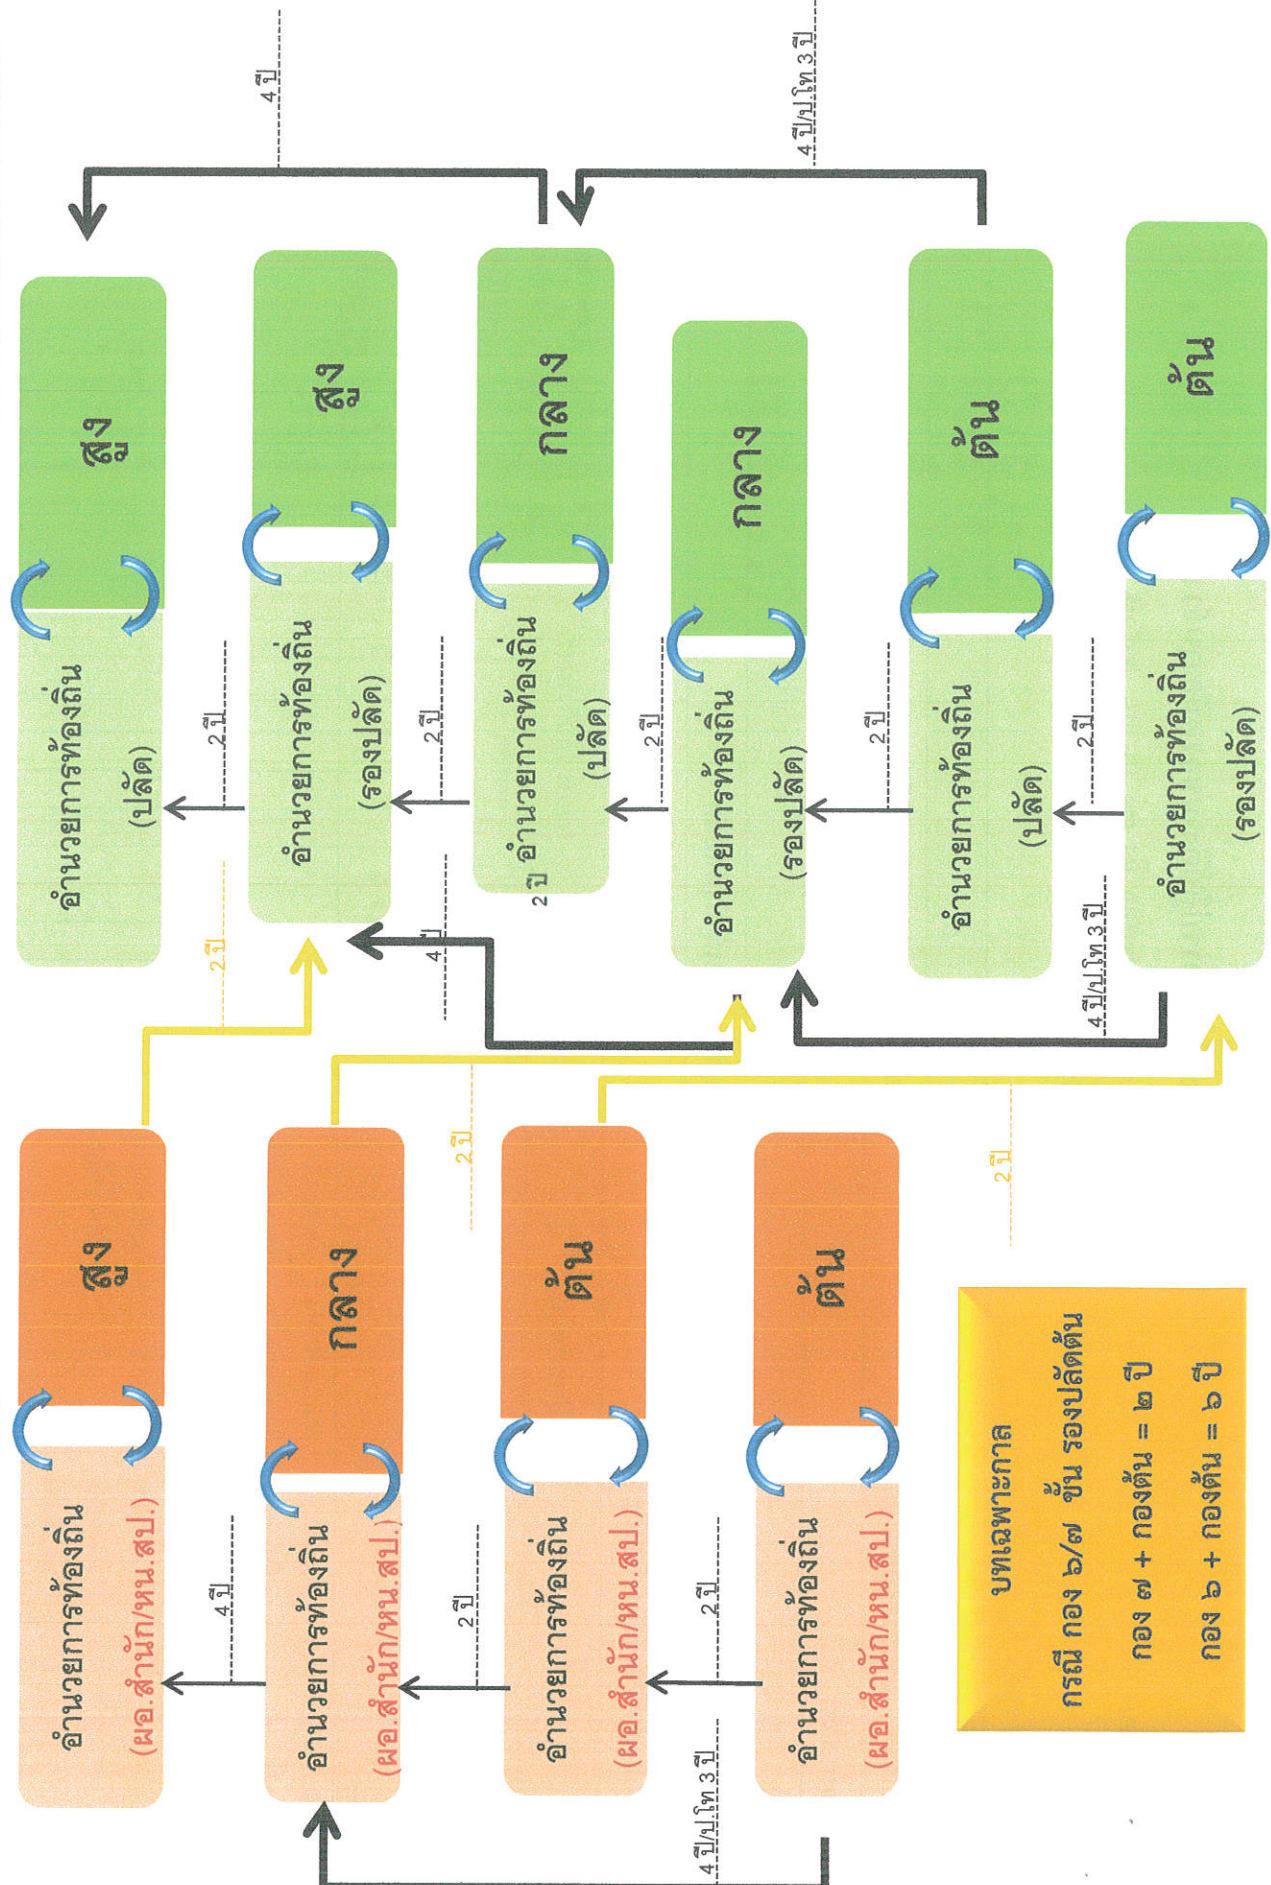 อำนวยการท้องถิ่น
(ผอ.สำนัก/หน.สป.)
สูง
4 ปี
อำนวยการท้องถิ่น
(ผอ.สำนัก/หน.สป.)
กลาง
2 ปี
อำนวยการท้องถิ่น
(ผอ.สำนัก/หน.สป.)
ต้น
2 ปี
4 ปี/ป.โท 3 ปี
อำนวยการท้องถิ่น
(ผอ.สำนัก/หน.สป.)
ต้น
บทเฉพาะกาล
กรณี กอง ๖/๗ ขึ้น รองปลัดต้น
กอง ๗ + กองต้น = ๒ ปี
กอง ๖ + กองต้น = ๖ ปี
2 ปี
2 ปี
2 ปี
อำนวยการท้องถิ่น
(ปลัด)
สูง
2 ปี
4 ปี
อำนวยการท้องถิ่น
(รองปลัด)
สูง
2 ปี
4 ปี
2 ปี อำนวยการท้องถิ่น
(ปลัด)
กลาง
2 ปี
อำนวยการท้องถิ่น
(รองปลัด)
กลาง
4 ปี/ป.โท 3 ปี
2 ปี
อำนวยการท้องถิ่น
(ปลัด)
ต้น
4 ปี/ป.โท 3 ปี
2 ปี
อำนวยการท้องถิ่น
(รองปลัด)
ต้น